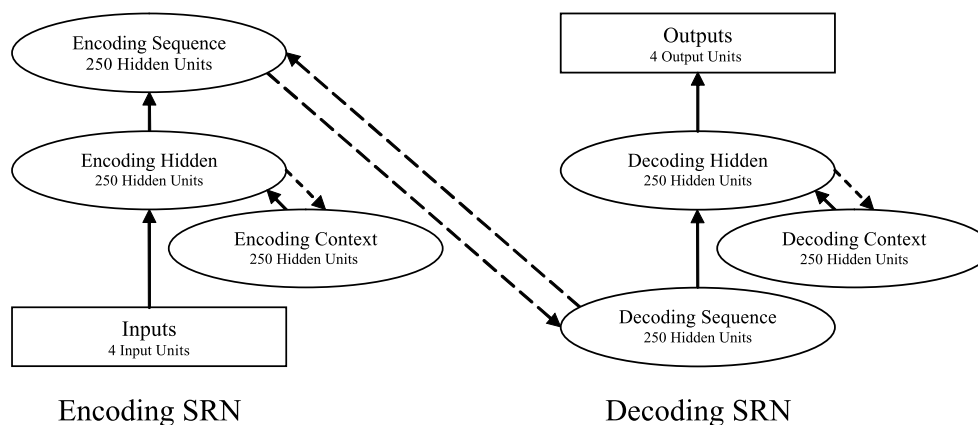 Encoding Sequence
250 Hidden Units
Encoding Hidden
250 Hidden Units
Encoding Context
250 Hidden Units
Inputs
4 Input Units
Encoding SRN
Outputs
4 Output Units
Decoding Hidden
250 Hidden Units
Decoding Context
250 Hidden Units
Decoding Sequence
250 Hidden Units
Decoding SRN